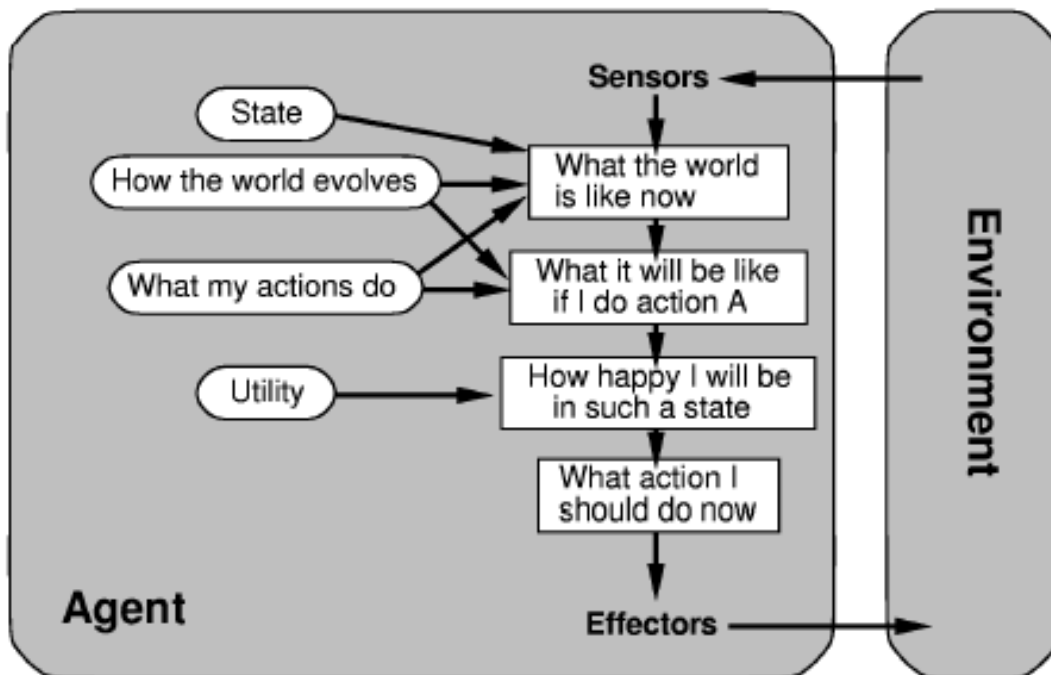 Sensors
State
What the world
is like now
How the world evolves
What it will be like
if I do action A
What my actions do
How happy I will be
in such a state
Utility
What action I
should do now
Agent
Effectors
Environment